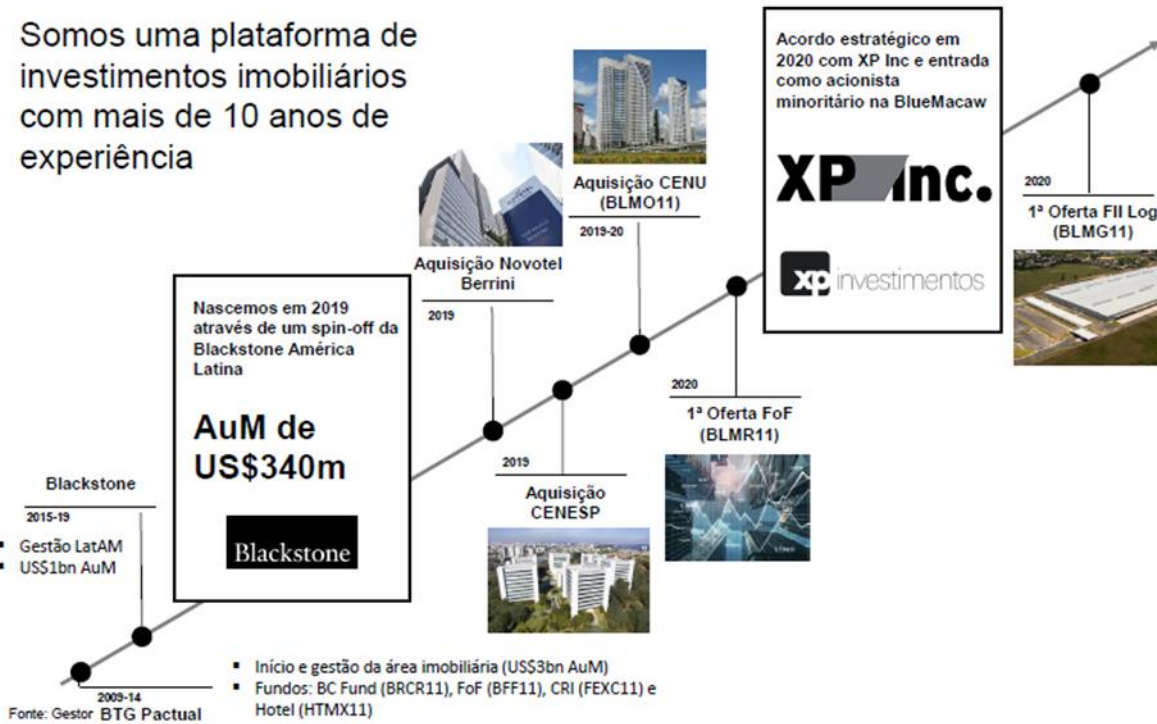 Somos uma plataforma de
investimentos imobiliários
com mais de 10 anos de
experiência
Blackstone
2015-19
Gestão LatAM
US$1bn AuM
Nascemos em 2019
através de um spin-off da
Blackstone América
Latina
AuM de
US$340m
Blackstone
Aquisição Novotel
Berrini
2019
Aquisição CENU
(BLMO11)
2019-20
2019
Aquisição
CENESP
2020
1ª Oferta FoF
(BLMR11)
Acordo estratégico em
2020 com XP Inc e entrada
como acionista
minoritário na BlueMacaw
XP Inc.
xp investimentos
2020
1ª Oferta FII Log
(BLMG11)
Início e gestão da área imobiliária (US$3bn AuM)
Fundos: BC Fund (BRCR11), FoF (BFF11), CRI (FEXC11) e
Hotel (HTMX11)
2009-14
Fonte: Gestor BTG Pactual